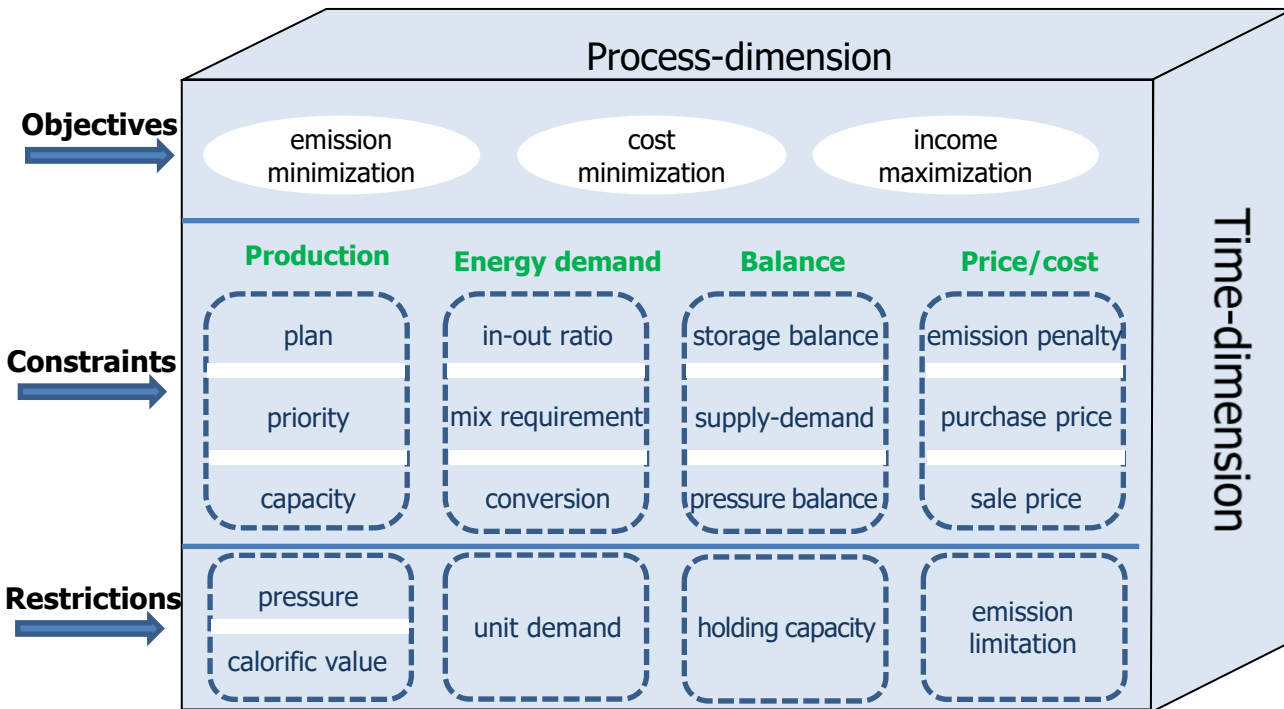 Process-dimension
Objectives
emission
minimization
cost
minimization
income
maximization
Time-dimension
Constraints
Production
Energy demand
Balance
Price/cost
plan
in-out ratio
storage balance
emission penalty
priority
mix requirement
supply-demand
purchase price
capacity
conversion
pressure balance
sale price
Restrictions
pressure
calorific value
unit demand
holding capacity
emission
limitation